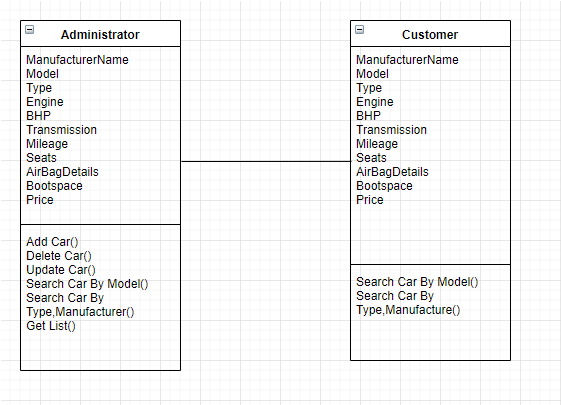 Administrator
ManufacturerName
Model
Type
Engine
BHP
Transmission
Mileage
Seats
AirBagDetails
Bootspace
Price
Add Car()
Delete Car()
Update Car()
Search Car By Model()
Search Car By
Type,Manufacturer()
Get List()
Customer
ManufacturerName
Model
Type
Engine
BHP
Transmission
Mileage
Seats
AirBagDetails
Bootspace
Price
Search Car By Model()
Search Car By
Type,Manufacture()